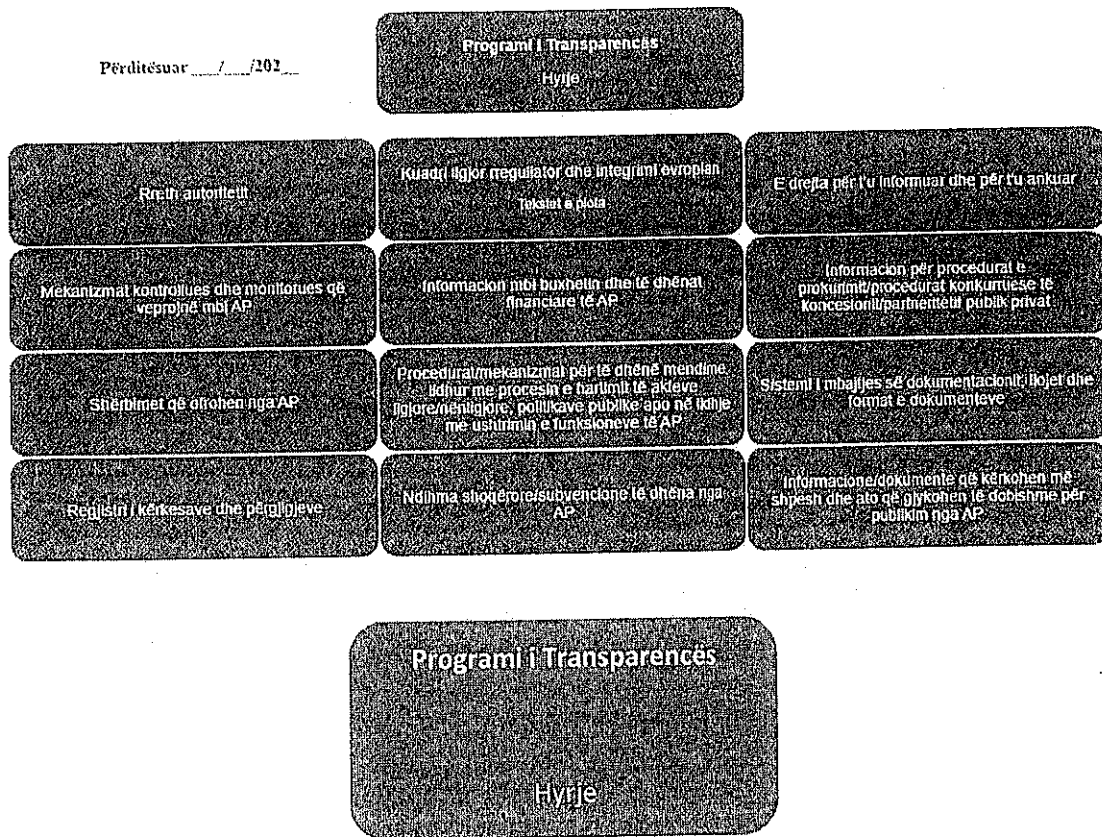 Përditësuar ___/___/202__
Programi i Transparencës
Hyrje
Rreth autoritetit
Kuadri ligjor rregullator dhe integrimi evropian
Tekstet e plota
E drejta për t'u informuar dhe për t'u ankuar
Mekanizmat kontrollues dhe monitorues që
veprojnë mbi AP
Informacion mbi buxhetin dhe të dhënat
financiare të AP
Informacion për procedurat e
prokurimit/procedurat konkurruese të
koncesionit/partneritetit publik privat
Shërbimet që ofrohen nga AP
Procedurat/mekanizmat për të dhënë mendime
lidhur me procesin e hartimit të akteve
ligjore/nënligjore, politikave publike apo në lidhje
me ushtrimin e funksioneve të AP
Sistemi i mbajtjes së dokumentacionit, llojet dhe
format e dokumenteve
Regjistri i kërkesave dhe përgjigjeve
Ndihma shoqërore/subvencione të dhëna nga
AP
Informacione/dokumente që kërkohen më
shpesh dhe ato që gjykohen të dobishme për
publikim nga AP
Programi i Transparencës
Hyrje